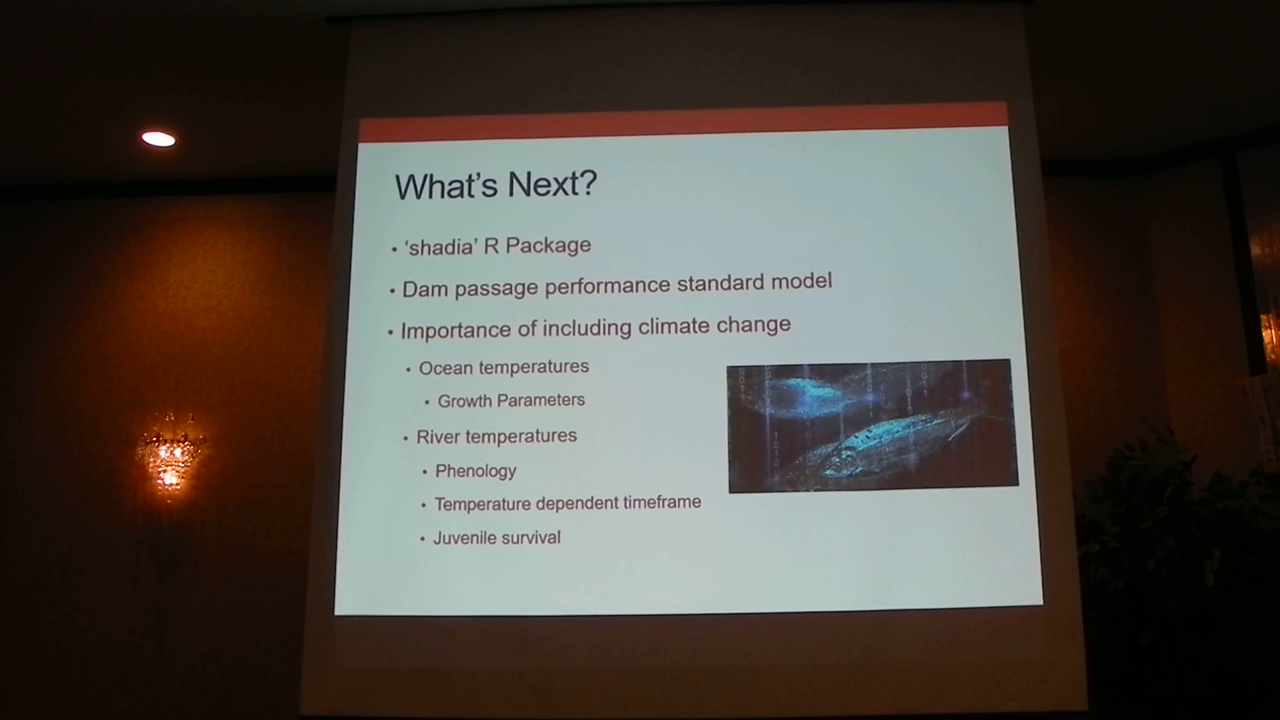 What's Next?
• 'shadia' R Package
• Dam passage performance standard model
• Importance of including climate change
• Ocean temperatures
• Growth Parameters
• River temperatures
• Phenology
• Temperature dependent timeframe
• Juvenile survival